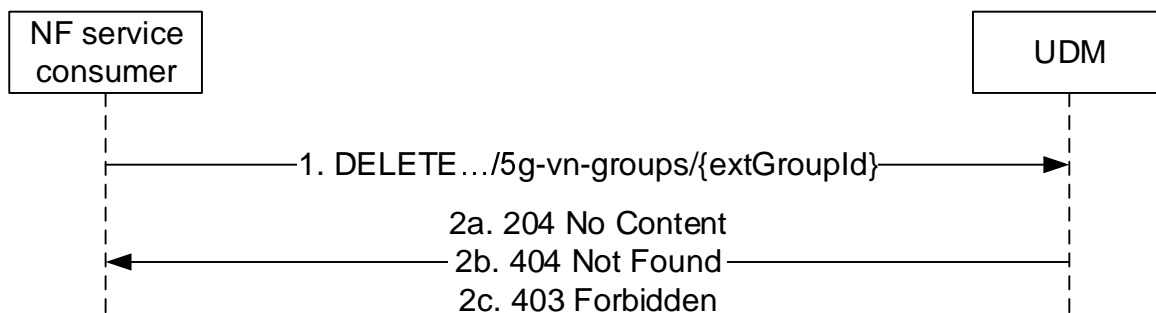 NF service
consumer
UDM
1. DELETE…/5g-vn-groups/{extGroupId}
2a. 204 No Content
2b. 404 Not Found
2c. 403 Forbidden